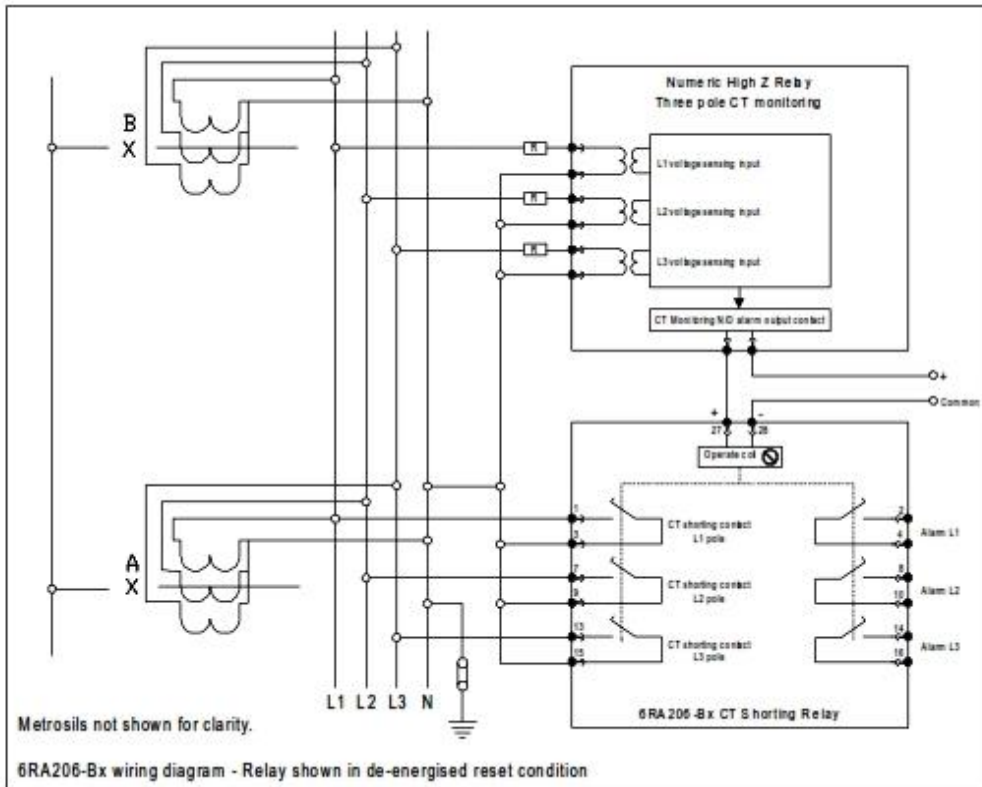 Numeric High Z Relay
Three pole CT monitoring
B
X
R
L1 voltage sensing input
R
L2 voltage sensing input
R
L3 voltage sensing input
CT Monitoring N/O alarm output contact
+
Common
+
-
27
28
Operate coil
A
X
1
3
CT shorting contact
L1 pole
2
4
Alarm L1
7
9
CT shorting contact
L2 pole
8
10
Alarm L2
13
15
CT shorting contact
L3 pole
14
16
Alarm L3
L1 L2 L3 N
6RA206-Bx CT Shorting Relay
Metrosils not shown for clarity.
6RA206-Bx wiring diagram - Relay shown in de-energised reset condition